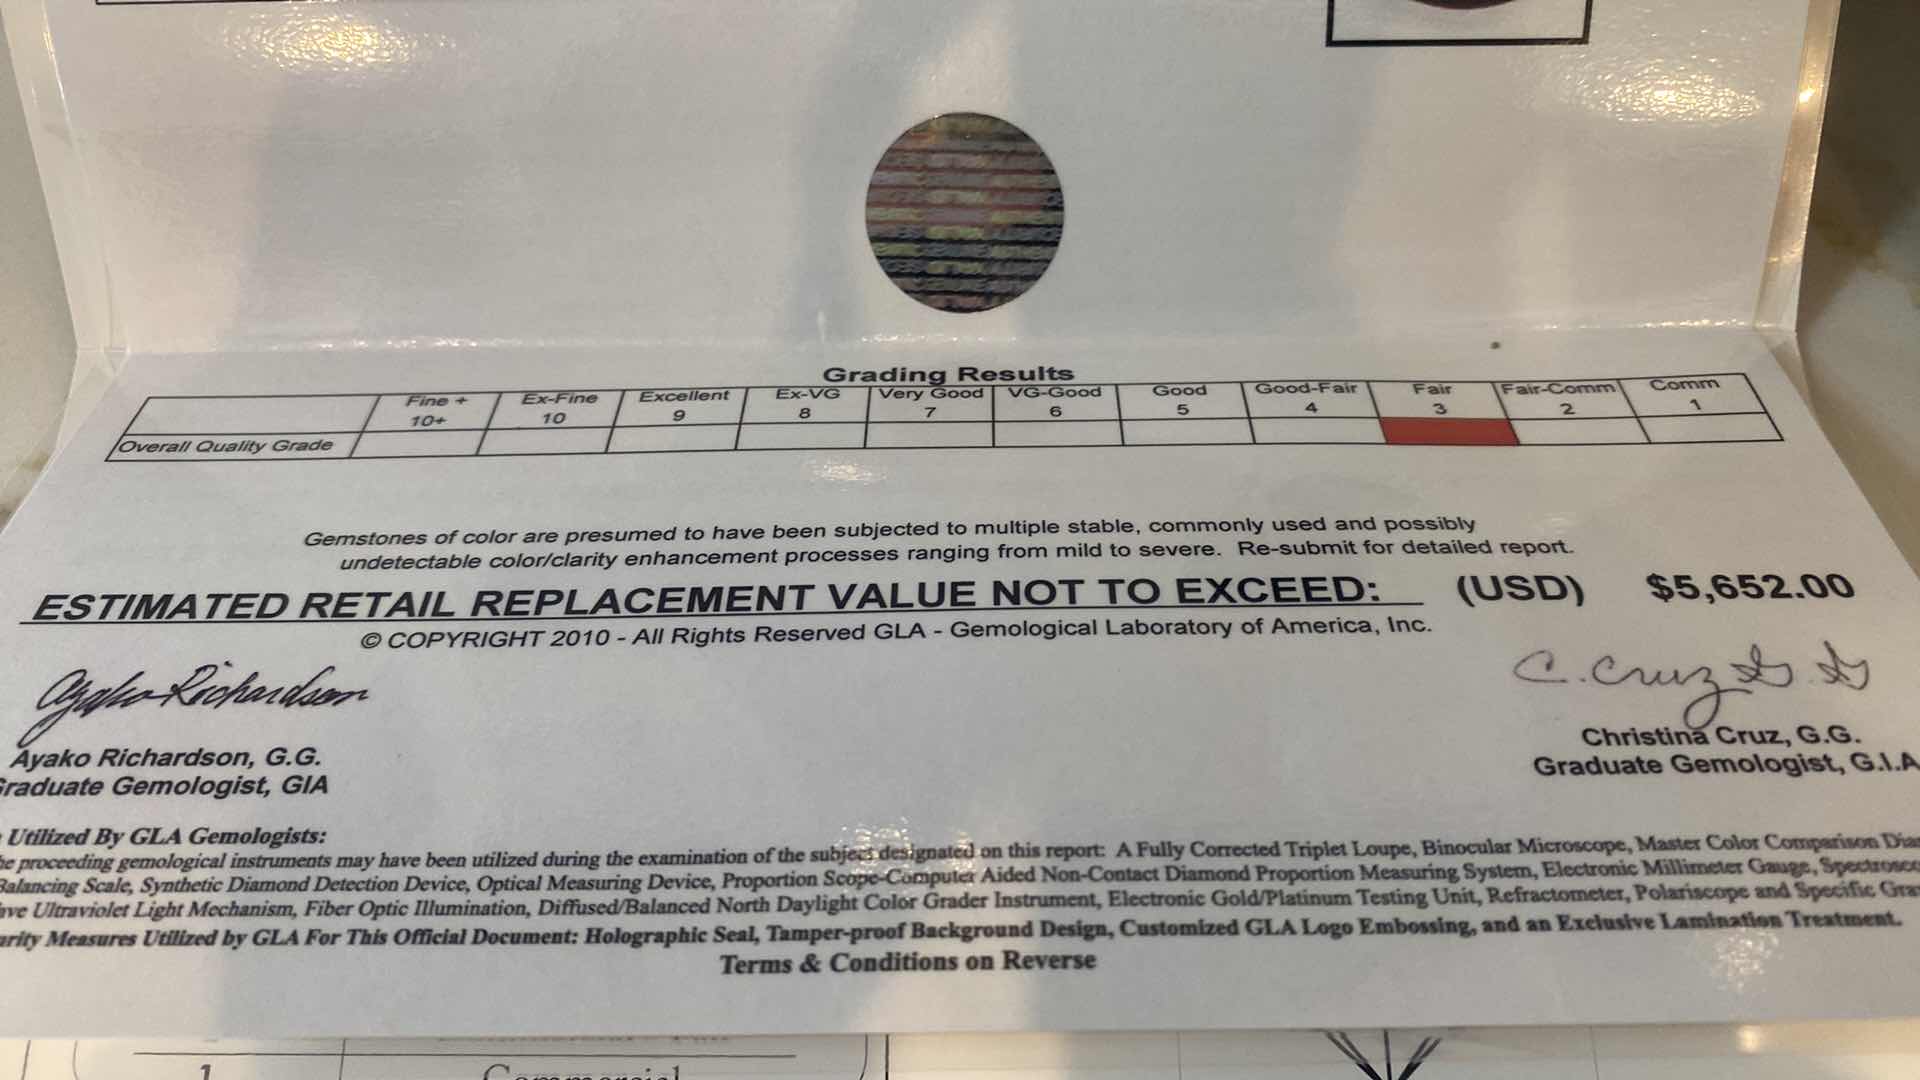 Grading Results
Fine + Ex-Fine Excellent Ex-VG Very Good VG-Good Good Good-Fair Fair Fair-Comm Comm
10+ 10 9 8 7 6 5 4 3 2 1
Overall Quality Grade
Gemstones of color are presumed to have been subjected to multiple stable, commonly used and possibly
undetectable color/clarity enhancement processes ranging from mild to severe. Re-submit for detailed report.
ESTIMATED RETAIL REPLACEMENT VALUE NOT TO EXCEED: (USD) $5,652.00
© COPYRIGHT 2010 - All Rights Reserved GLA - Gemological Laboratory of America, Inc.
Ayako Richardson C. Cruz G.G
Ayako Richardson, G.G. Christina Cruz, G.G.
Graduate Gemologist, GIA Graduate Gemologist, G.I.A
Utilized By GLA Gemologists:
proceeding gemological instruments may have been utilized during the examination of the subject designated on this report: A Fully Corrected Triplet Loupe, Binocular Microscope, Master Color Comparison
Balancing Scale, Synthetic Diamond Detection Device, Optical Measuring Device, Proportion Scope-Computer Aided Non-Contact Diamond Proportion Measuring System, Electronic Millimeter Gauge,
Ultraviolet Light Mechanism, Fiber Optic Illumination, Diffused/Balanced North Daylight Color Grader Instrument, Electronic Gold/Platinum Testing Unit, Refractometer, Polariscope and Specific
Measures Utilized by GLA For This Official Document: Holographic Seal, Tamper-proof Background Design, Customized GLA Logo Embossing, and an Exclusive Lamination Treatment.
Terms & Conditions on Reverse
1 Commercial